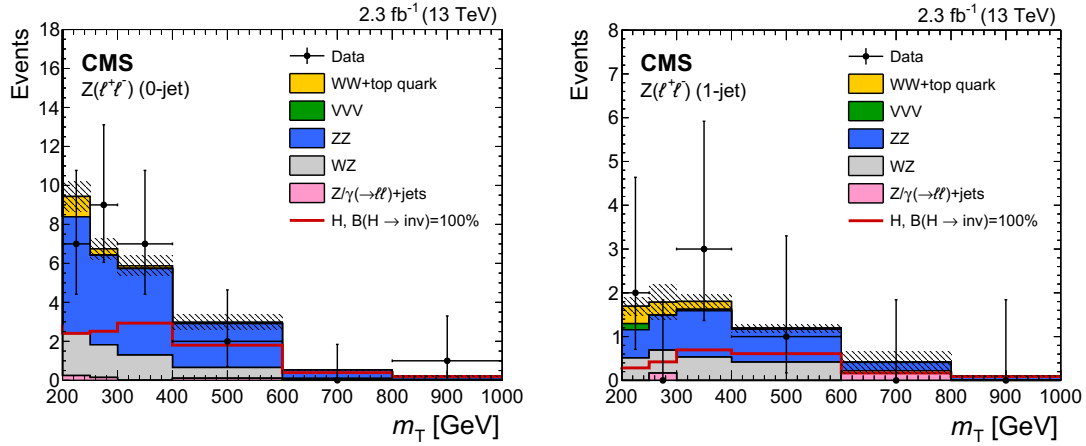 2.3 fb⁻¹ (13 TeV)
CMS
Z(ℓ⁺ℓ⁻) (0-jet)
Data
WW+top quark
VVV
ZZ
WZ
Z/γ(→ℓℓ)+jets
H, B(H → inv)=100%
Events
18
16
14
12
10
8
6
4
2
0
200 300 400 500 600 700 800 900 1000
m_T [GeV]
2.3 fb⁻¹ (13 TeV)
CMS
Z(ℓ⁺ℓ⁻) (1-jet)
Data
WW+top quark
VVV
ZZ
WZ
Z/γ(→ℓℓ)+jets
H, B(H → inv)=100%
Events
8
7
6
5
4
3
2
1
0
200 300 400 500 600 700 800 900 1000
m_T [GeV]